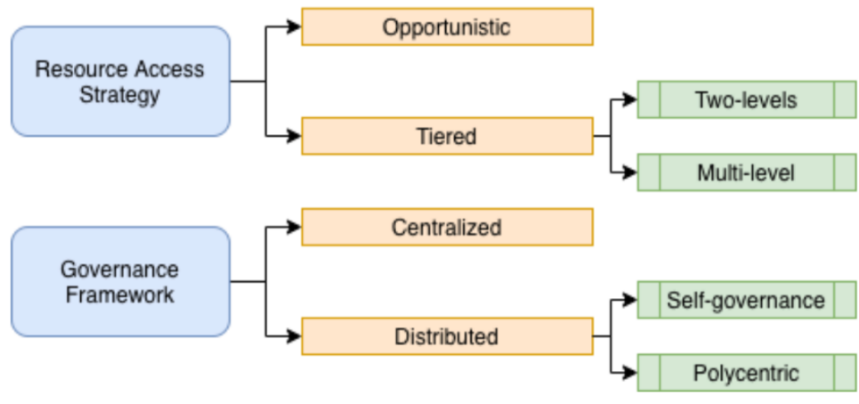 Resource Access
Strategy
Opportunistic
Tiered
Two-levels
Multi-level
Governance
Framework
Centralized
Distributed
Self-governance
Polycentric